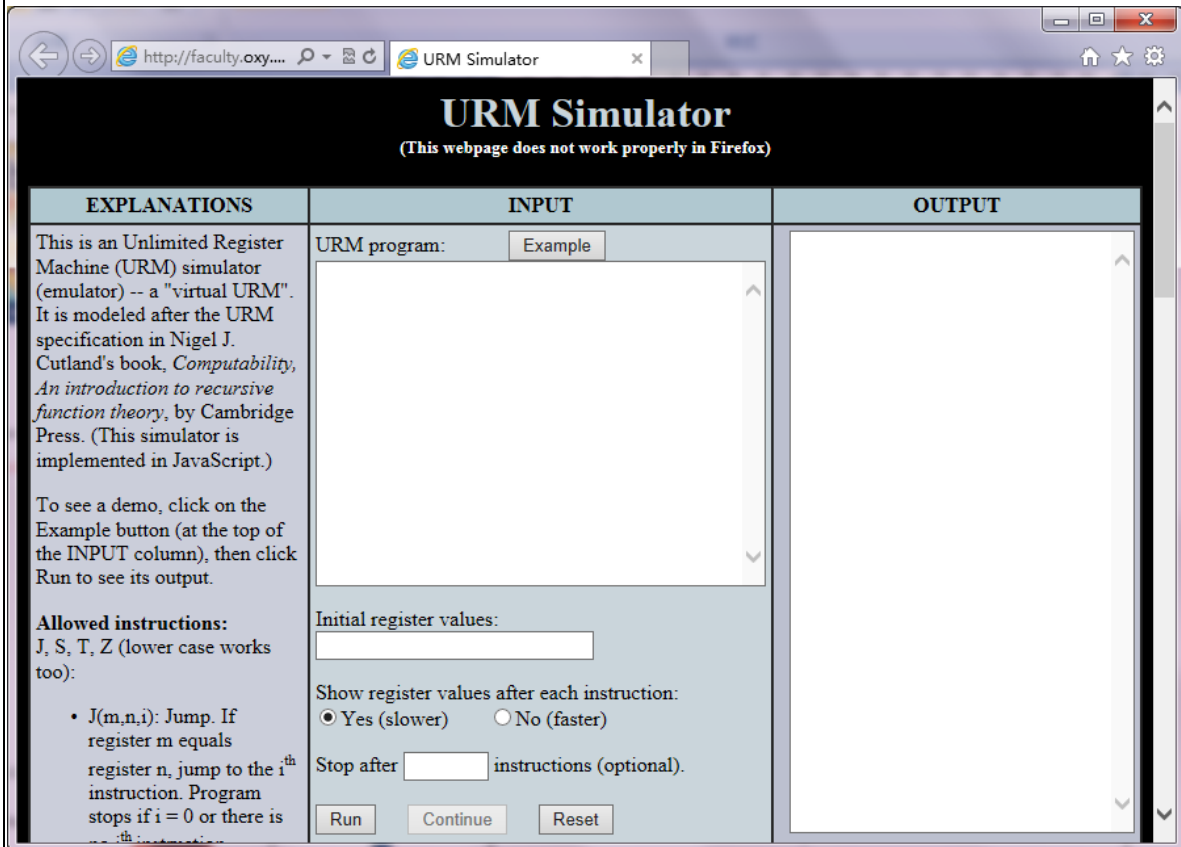 http://faculty.oxy....
URM Simulator
URM Simulator
(This webpage does not work properly in Firefox)
EXPLANATIONS
This is an Unlimited Register
Machine (URM) simulator
(emulator) -- a "virtual URM".
It is modeled after the URM
specification in Nigel J.
Cutland's book, Computability,
An introduction to recursive
function theory, by Cambridge
Press. (This simulator is
implemented in JavaScript.)
To see a demo, click on the
Example button (at the top of
the INPUT column), then click
Run to see its output.
Allowed instructions:
J, S, T, Z (lower case works
too):
• J(m,n,i): Jump. If
register m equals
register n, jump to the ith
instruction. Program
stops if i = 0 or there is
INPUT
URM program:
Example
Initial register values:
Show register values after each instruction:
Yes (slower)
No (faster)
Stop after
instructions (optional).
Run
Continue
Reset
OUTPUT